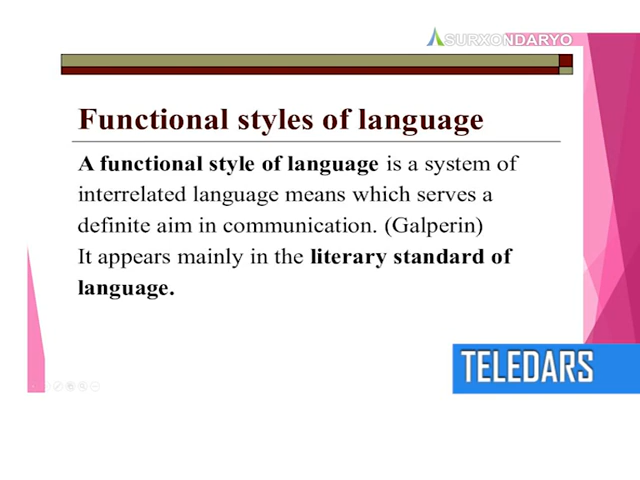 SURXONDARYO
Functional styles of language
A functional style of language is a system of
interrelated language means which serves a
definite aim in communication. (Galperin)
It appears mainly in the literary standard of
language.
TELEDARS